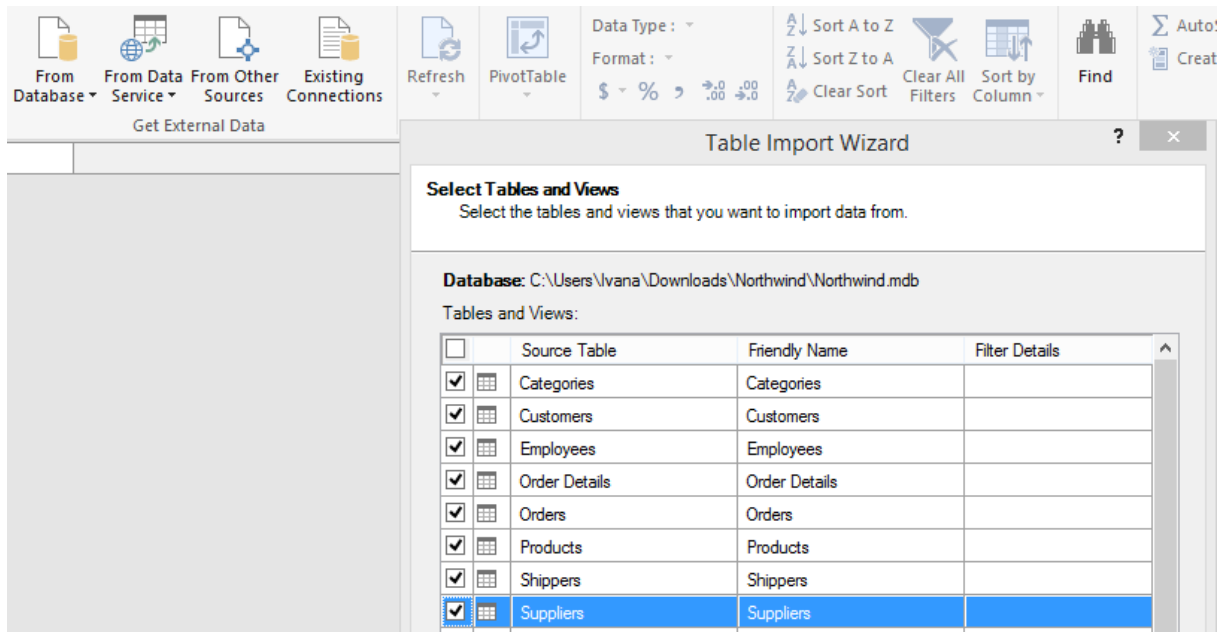 From Database
From Data Service
From Other Sources
Existing Connections
Get External Data
Refresh
PivotTable
Data Type :
Format :
$ % , .00 .00
Sort A to Z
Sort Z to A
Clear Sort
Clear All Filters
Sort by Column
Find
Σ Auto
Creat
Table Import Wizard ? ×
Select Tables and Views
Select the tables and views that you want to import data from.
Database: C:\Users\Ivana\Downloads\Northwind\Northwind.mdb
Tables and Views:
Source Table Friendly Name Filter Details
Categories Categories
Customers Customers
Employees Employees
Order Details Order Details
Orders Orders
Products Products
Shippers Shippers
Suppliers Suppliers